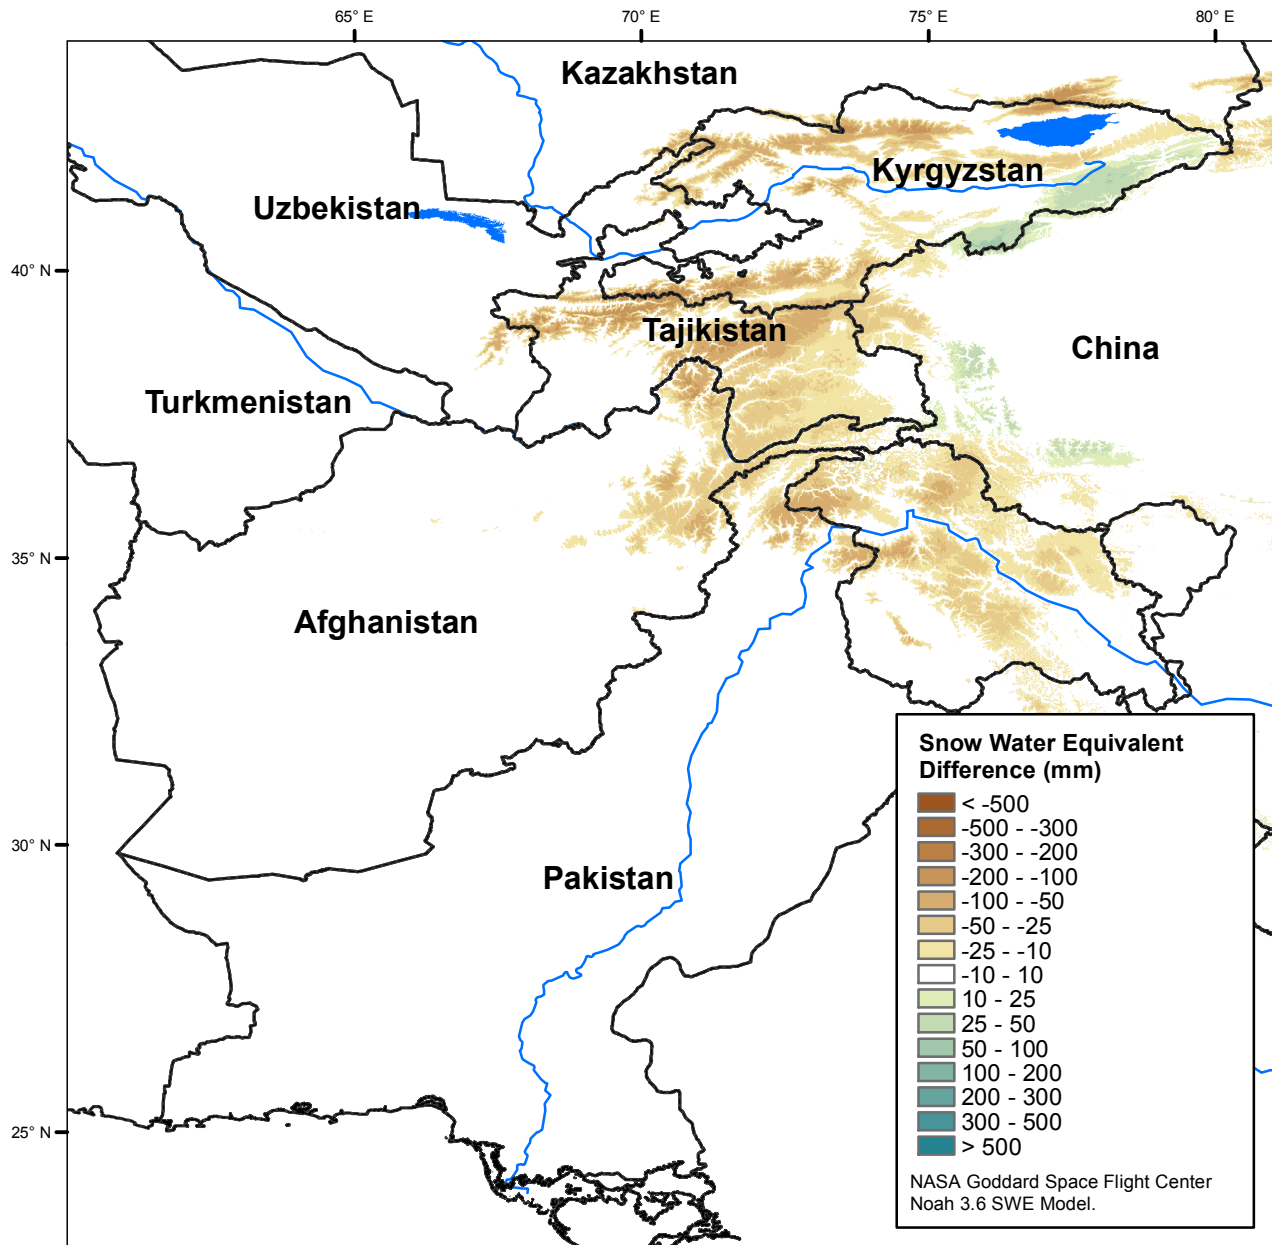 65° E
70° E
75° E
80° E
Kazakhstan
Kyrgyzstan
Uzbekistan
40° N
Tajikistan
China
Turkmenistan
35° N
Afghanistan
Snow Water Equivalent
Difference (mm)
< -500
-500 - -300
-300 - -200
-200 - -100
-100 - -50
-50 - -25
-25 - -10
-10 - 10
10 - 25
25 - 50
50 - 100
100 - 200
200 - 300
300 - 500
> 500
NASA Goddard Space Flight Center
Noah 3.6 SWE Model.
30° N
Pakistan
25° N